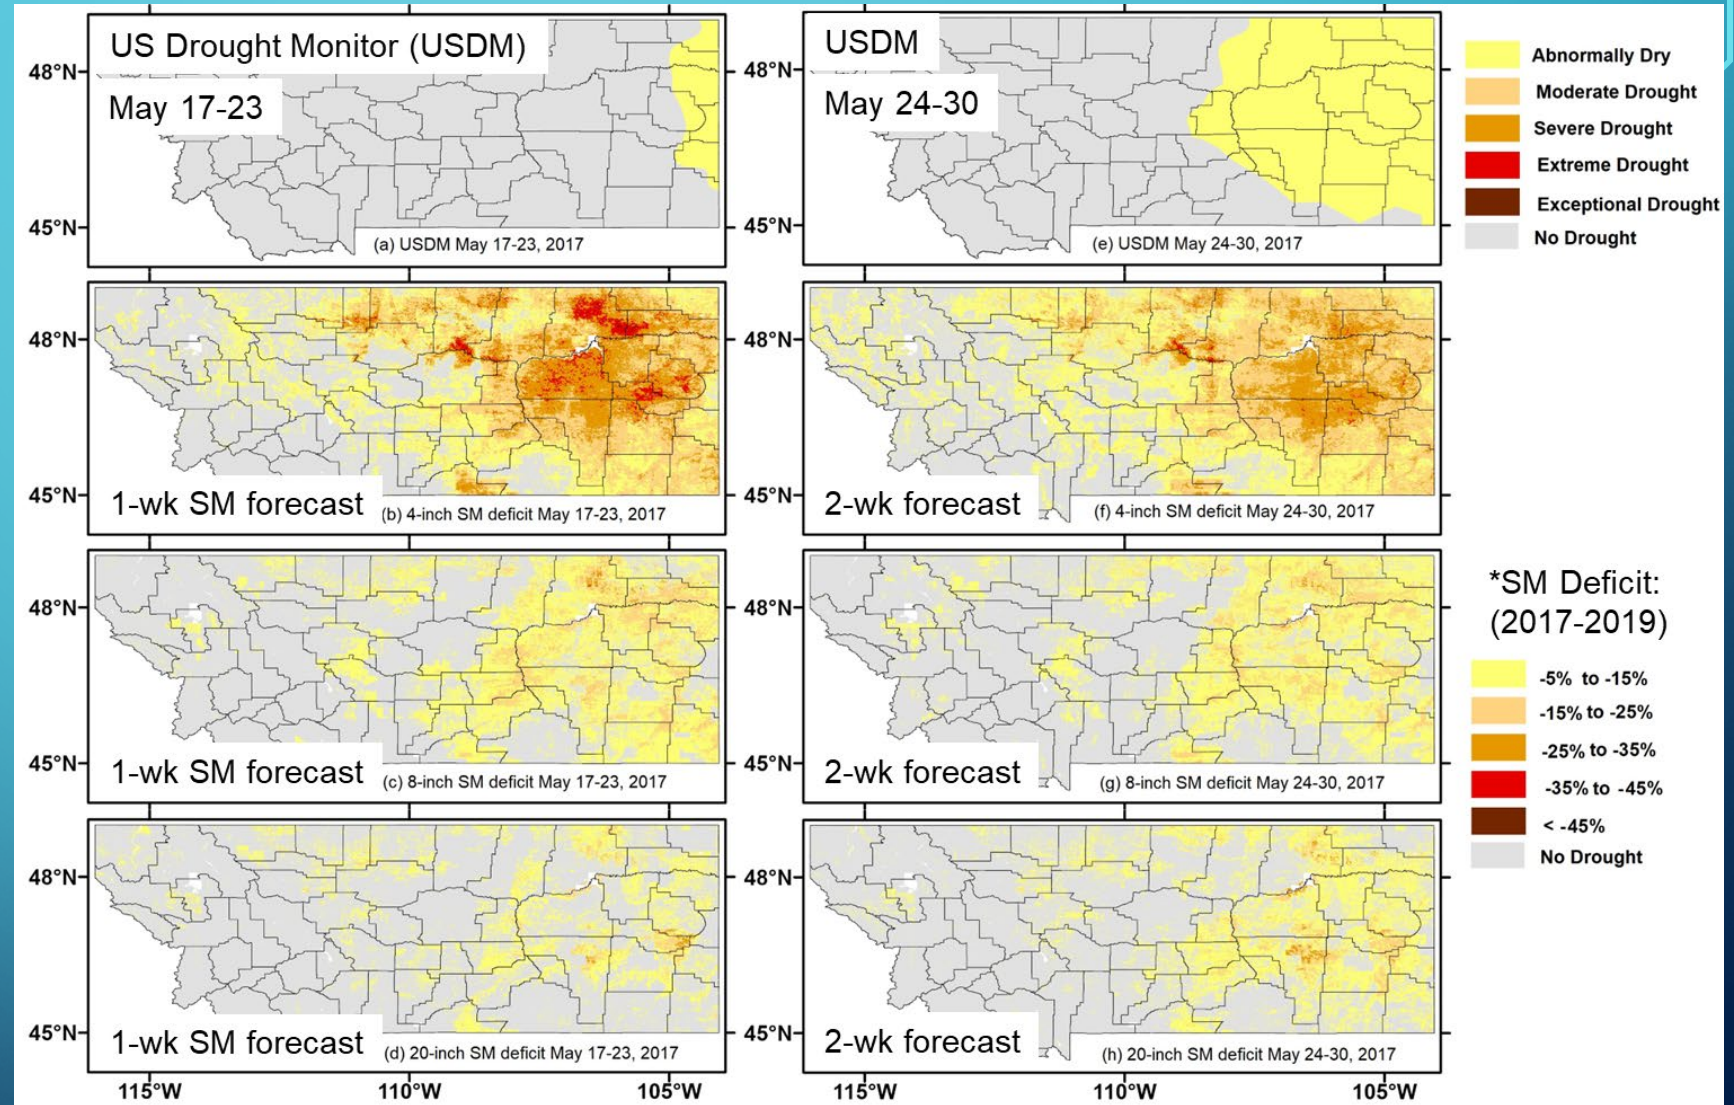 US Drought Monitor (USDM)
May 17-23
48°N
45°N
(a) USDM May 17-23, 2017
USDM
May 24-30
48°N
45°N
(e) USDM May 24-30, 2017
Abnormally Dry
Moderate Drought
Severe Drought
Extreme Drought
Exceptional Drought
No Drought
48°N
45°N
1-wk SM forecast
(b) 4-inch SM deficit May 17-23, 2017
48°N
45°N
2-wk forecast
(f) 4-inch SM deficit May 24-30, 2017
48°N
45°N
1-wk SM forecast
(c) 8-inch SM deficit May 17-23, 2017
48°N
45°N
2-wk forecast
(g) 8-inch SM deficit May 24-30, 2017
*SM Deficit:
(2017-2019)
-5% to -15%
-15% to -25%
-25% to -35%
-35% to -45%
< -45%
No Drought
48°N
45°N
1-wk SM forecast
(d) 20-inch SM deficit May 17-23, 2017
115°W 110°W 105°W
48°N
45°N
2-wk forecast
(h) 20-inch SM deficit May 24-30, 2017
115°W 110°W 105°W